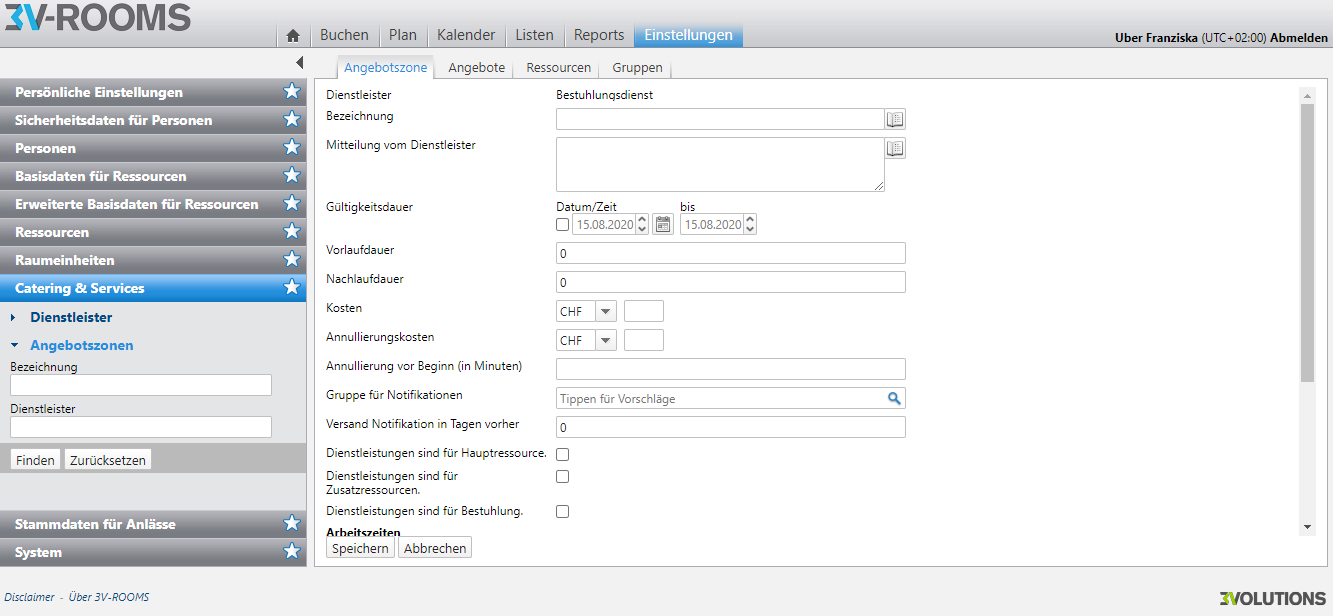 3V-ROOMS
Buchen Plan Kalender Listen Reports Einstellungen
Uber Franziska (UTC+02:00) Abmelden
Angebotszone Angebote Ressourcen Gruppen
Persönliche Einstellungen
Sicherheitsdaten für Personen
Personen
Basisdaten für Ressourcen
Erweiterte Basisdaten für Ressourcen
Ressourcen
Raumeinheiten
Catering & Services
Dienstleister
Angebotszonen
Bezeichnung
Dienstleister
Finden Zurücksetzen
Stammdaten für Anlässe
System
Dienstleister Bestuhlungsdienst
Bezeichnung
Mitteilung vom Dienstleister
Gültigkeitsdauer Datum/Zeit bis
15.08.2020 15.08.2020
Vorlaufdauer 0
Nachlaufdauer 0
Kosten CHF
Annullierungskosten CHF
Annullierung vor Beginn (in Minuten)
Gruppe für Notifikationen Tippen für Vorschläge
Versand Notifikation in Tagen vorher 0
Dienstleistungen sind für Hauptressource.
Dienstleistungen sind für
Zusatzressourcen.
Dienstleistungen sind für Bestuhlung.
Arbeitszeiten
Speichern Abbrechen
Disclaimer - Über 3V-ROOMS
3VOLUTIONS